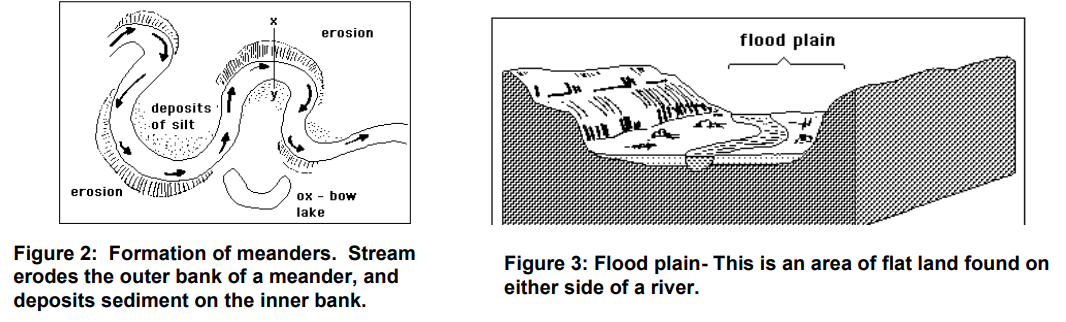 x
erosion
y
deposits
of silt
erosion
ox - bow
lake
Figure 2:  Formation of meanders.  Stream
erodes the outer bank of a meander, and
deposits sediment on the inner bank.
flood plain
Figure 3: Flood plain- This is an area of flat land found on
either side of a river.